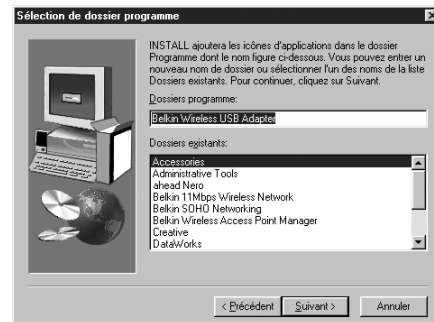 Sélection de dossier programme
INSTALL ajoutera les icônes d'applications dans le dossier
Programme dont le nom figure ci-dessous. Vous pouvez entrer un
nouveau nom de dossier ou sélectionner l'un des noms de la liste
Dossiers existants. Pour continuer, cliquez sur Suivant.
Dossiers programme:
Belkin Wireless USB Adapter
Dossiers existants:
Accessories
Administrative Tools
ahead Nero
Belkin 11Mbps Wireless Network
Belkin SOHO Networking
Belkin Wireless Access Point Manager
Creative
DataWorks
< Précédent
Suivant >
Annuler